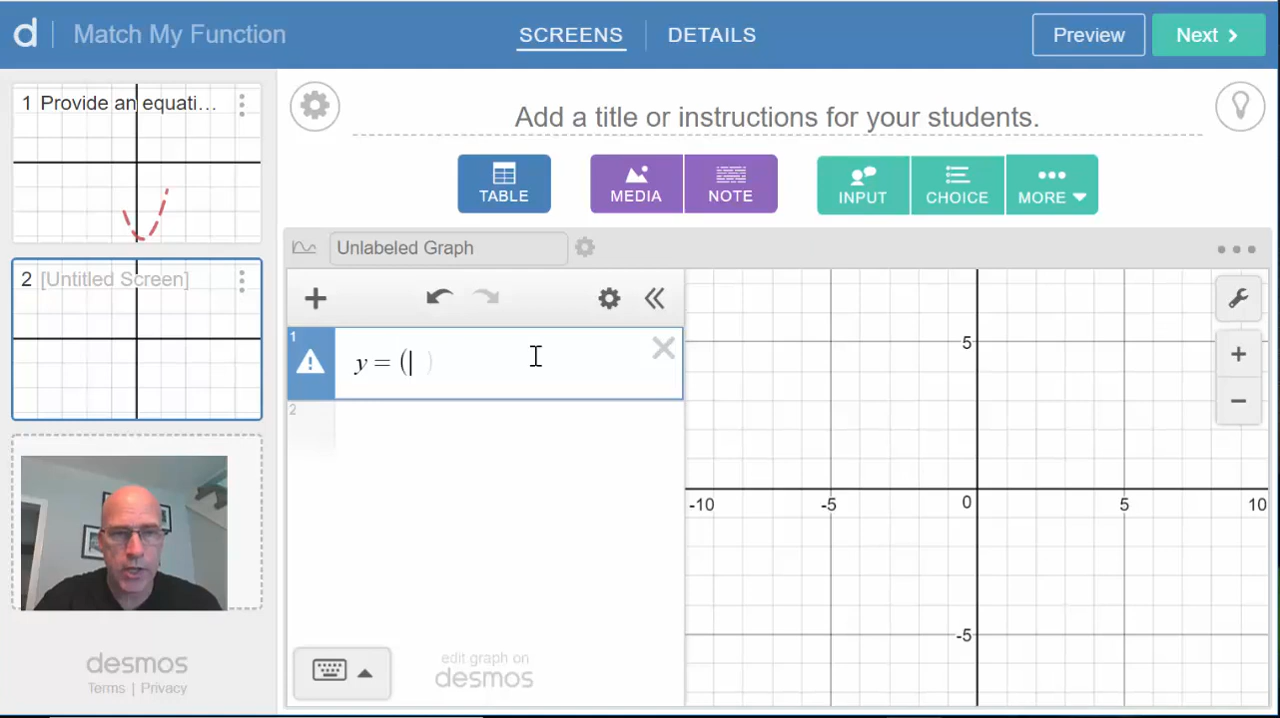 d Match My Function SCREENS DETAILS Preview Next >
1 Provide an equati...
Add a title or instructions for your students.
TABLE MEDIA NOTE INPUT CHOICE MORE
Unlabeled Graph
2 [Untitled Screen]
1
y = ( )
2
5
-10 -5 0 5 10
-5
edit graph on
desmos
desmos
Terms | Privacy